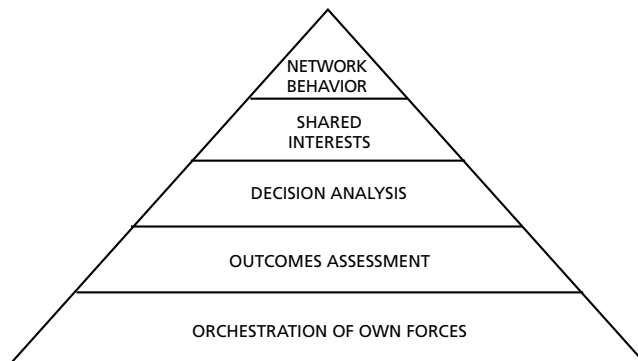 NETWORK
BEHAVIOR
SHARED
INTERESTS
DECISION ANALYSIS
OUTCOMES ASSESSMENT
ORCHESTRATION OF OWN FORCES